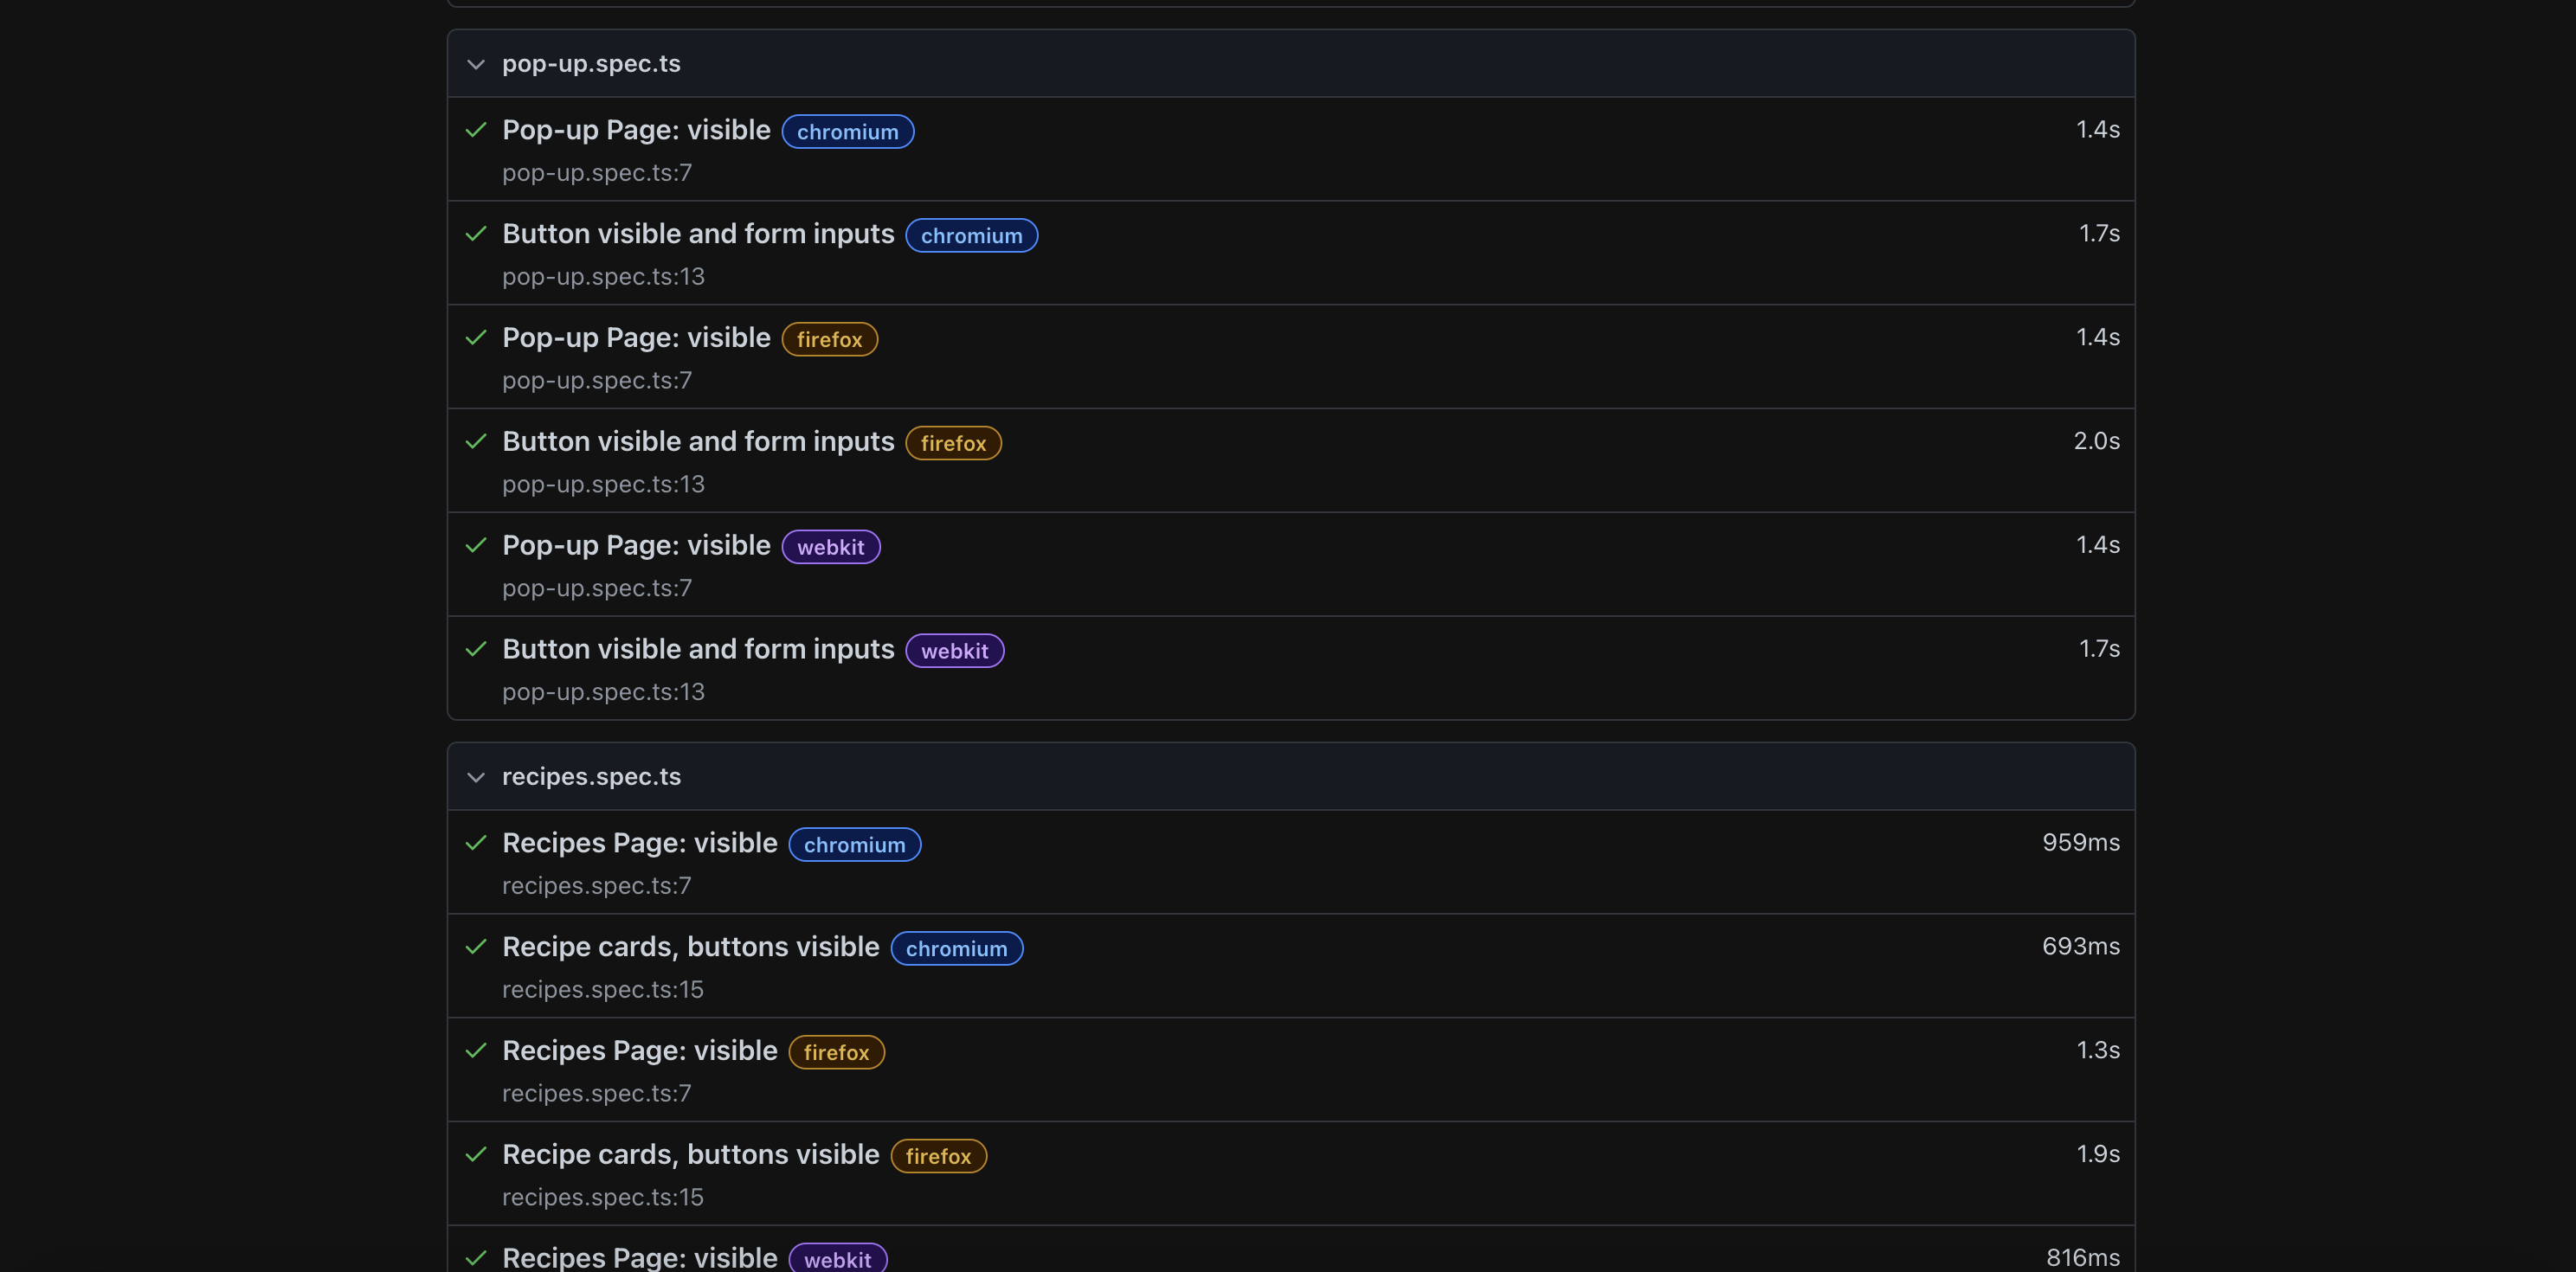 pop-up.spec.ts
Pop-up Page: visible chromium 1.4s
pop-up.spec.ts:7
Button visible and form inputs chromium 1.7s
pop-up.spec.ts:13
Pop-up Page: visible firefox 1.4s
pop-up.spec.ts:7
Button visible and form inputs firefox 2.0s
pop-up.spec.ts:13
Pop-up Page: visible webkit 1.4s
pop-up.spec.ts:7
Button visible and form inputs webkit 1.7s
pop-up.spec.ts:13
recipes.spec.ts
Recipes Page: visible chromium 959ms
recipes.spec.ts:7
Recipe cards, buttons visible chromium 693ms
recipes.spec.ts:15
Recipes Page: visible firefox 1.3s
recipes.spec.ts:7
Recipe cards, buttons visible firefox 1.9s
recipes.spec.ts:15
Recipes Page: visible webkit 816ms